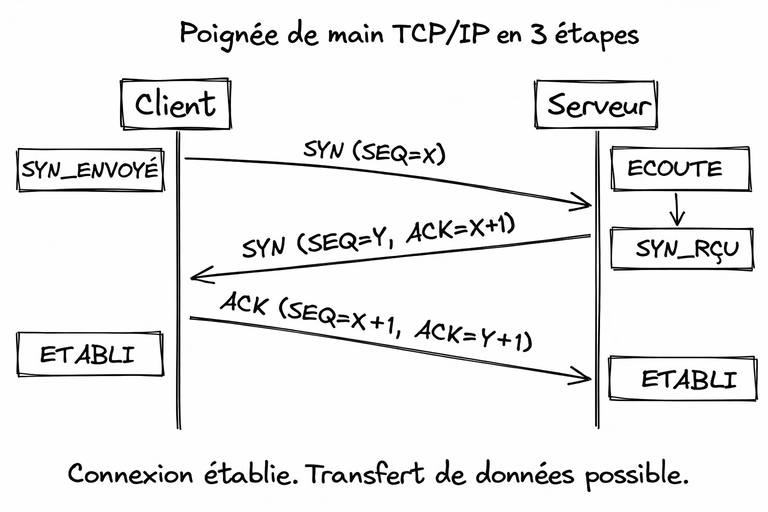 Poignée de main TCP/IP en 3 étapes
Client
Serveur
SYN_ENVOYÉ
SYN (SEQ=X)
ECOUTE
SYN (SEQ=Y, ACK=X+1)
SYN_RÇU
ACK (SEQ=X+1, ACK=Y+1)
ETABLI
ETABLI
Connexion établie. Transfert de données possible.